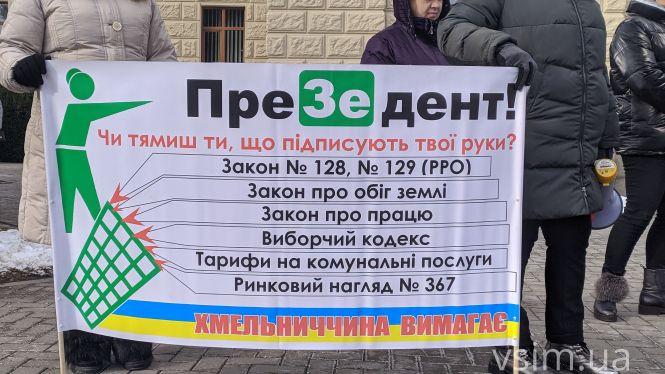 ПреЗедент!
Чи тямиш ти, що підписують твої руки?
Закон № 128, № 129 (РРО)
Закон про обіг землі
Закон про працю
Виборчий кодекс
Тарифи на комунальні послуги
Ринковий нагляд № 367
ХМЕЛЬНИЧЧИНА ВИМАГАЄ
vsim.ua